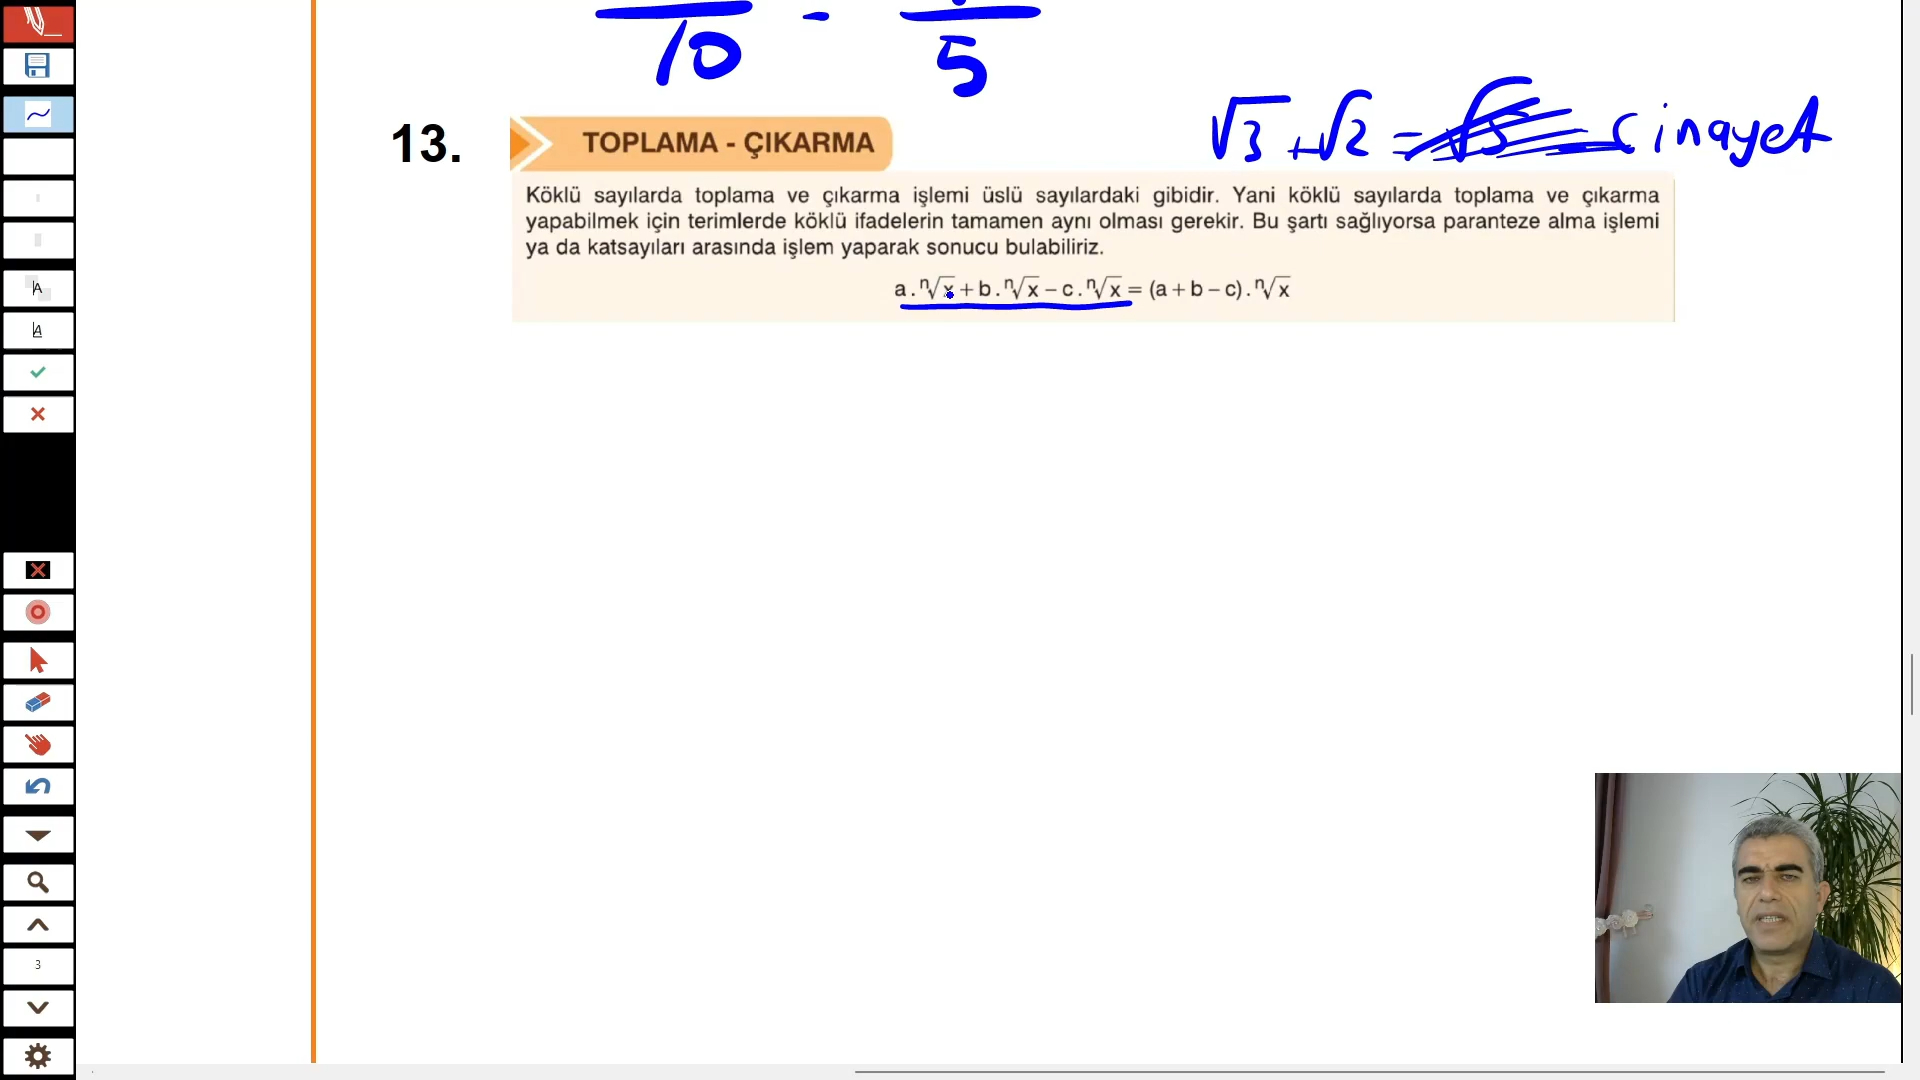 10 = 5
√3 + √2 = √5 = cinayet
13. TOPLAMA - ÇIKARMA
Köklü sayılarda toplama ve çıkarma işlemi üslü sayılardaki gibidir. Yani köklü sayılarda toplama ve çıkarma
yapabilmek için terimlerde köklü ifadelerin tamamen aynı olması gerekir. Bu şartı sağlıyorsa paranteze alma işlemi
ya da katsayıları arasında işlem yaparak sonucu bulabiliriz.
a . ⁿ√x + b . ⁿ√x − c . ⁿ√x = (a + b − c) . ⁿ√x
A
A
3